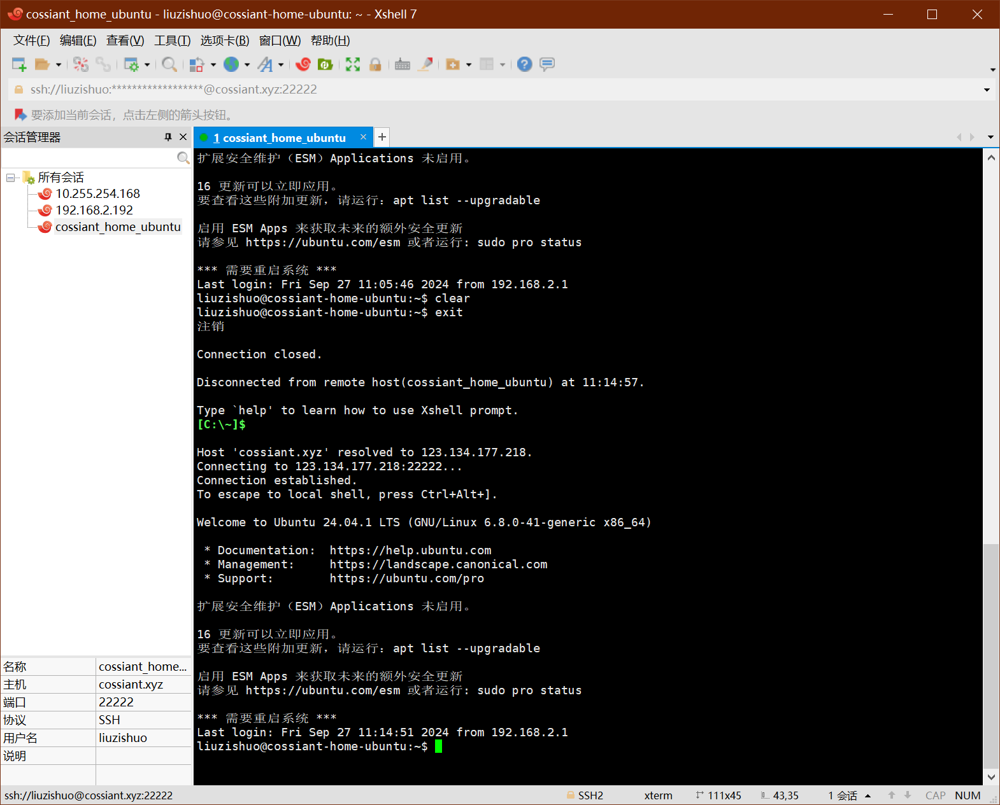 cossiant_home_ubuntu - liuzishuo@cossiant-home-ubuntu: ~ - Xshell 7
文件(F) 编辑(E) 查看(V) 工具(T) 选项卡(B) 窗口(W) 帮助(H)
ssh://liuzishuo:******************@cossiant.xyz:22222
要添加当前会话，点击左侧的箭头按钮。
会话管理器
1 cossiant_home_ubuntu
所有会话
10.255.254.168
192.168.2.192
cossiant_home_ubuntu
扩展安全维护（ESM）Applications 未启用。
16 更新可以立即应用。
要查看这些附加更新，请运行：apt list --upgradable
启用 ESM Apps 来获取未来的额外安全更新
请参见 https://ubuntu.com/esm 或者运行: sudo pro status
*** 需要重启系统 ***
Last login: Fri Sep 27 11:05:46 2024 from 192.168.2.1
liuzishuo@cossiant-home-ubuntu:~$ clear
liuzishuo@cossiant-home-ubuntu:~$ exit
注销
Connection closed.
Disconnected from remote host(cossiant_home_ubuntu) at 11:14:57.
Type `help' to learn how to use Xshell prompt.
[C:\~]$
Host 'cossiant.xyz' resolved to 123.134.177.218.
Connecting to 123.134.177.218:22222...
Connection established.
To escape to local shell, press Ctrl+Alt+].
Welcome to Ubuntu 24.04.1 LTS (GNU/Linux 6.8.0-41-generic x86_64)
* Documentation:  https://help.ubuntu.com
* Management:     https://landscape.canonical.com
* Support:        https://ubuntu.com/pro
扩展安全维护（ESM）Applications 未启用。
16 更新可以立即应用。
要查看这些附加更新，请运行：apt list --upgradable
启用 ESM Apps 来获取未来的额外安全更新
请参见 https://ubuntu.com/esm 或者运行: sudo pro status
*** 需要重启系统 ***
Last login: Fri Sep 27 11:14:51 2024 from 192.168.2.1
liuzishuo@cossiant-home-ubuntu:~$
名称 cossiant_home...
主机 cossiant.xyz
端口 22222
协议 SSH
用户名 liuzishuo
说明
ssh://liuzishuo@cossiant.xyz:22222 SSH2 xterm 111x45 43,35 1 会话 CAP NUM